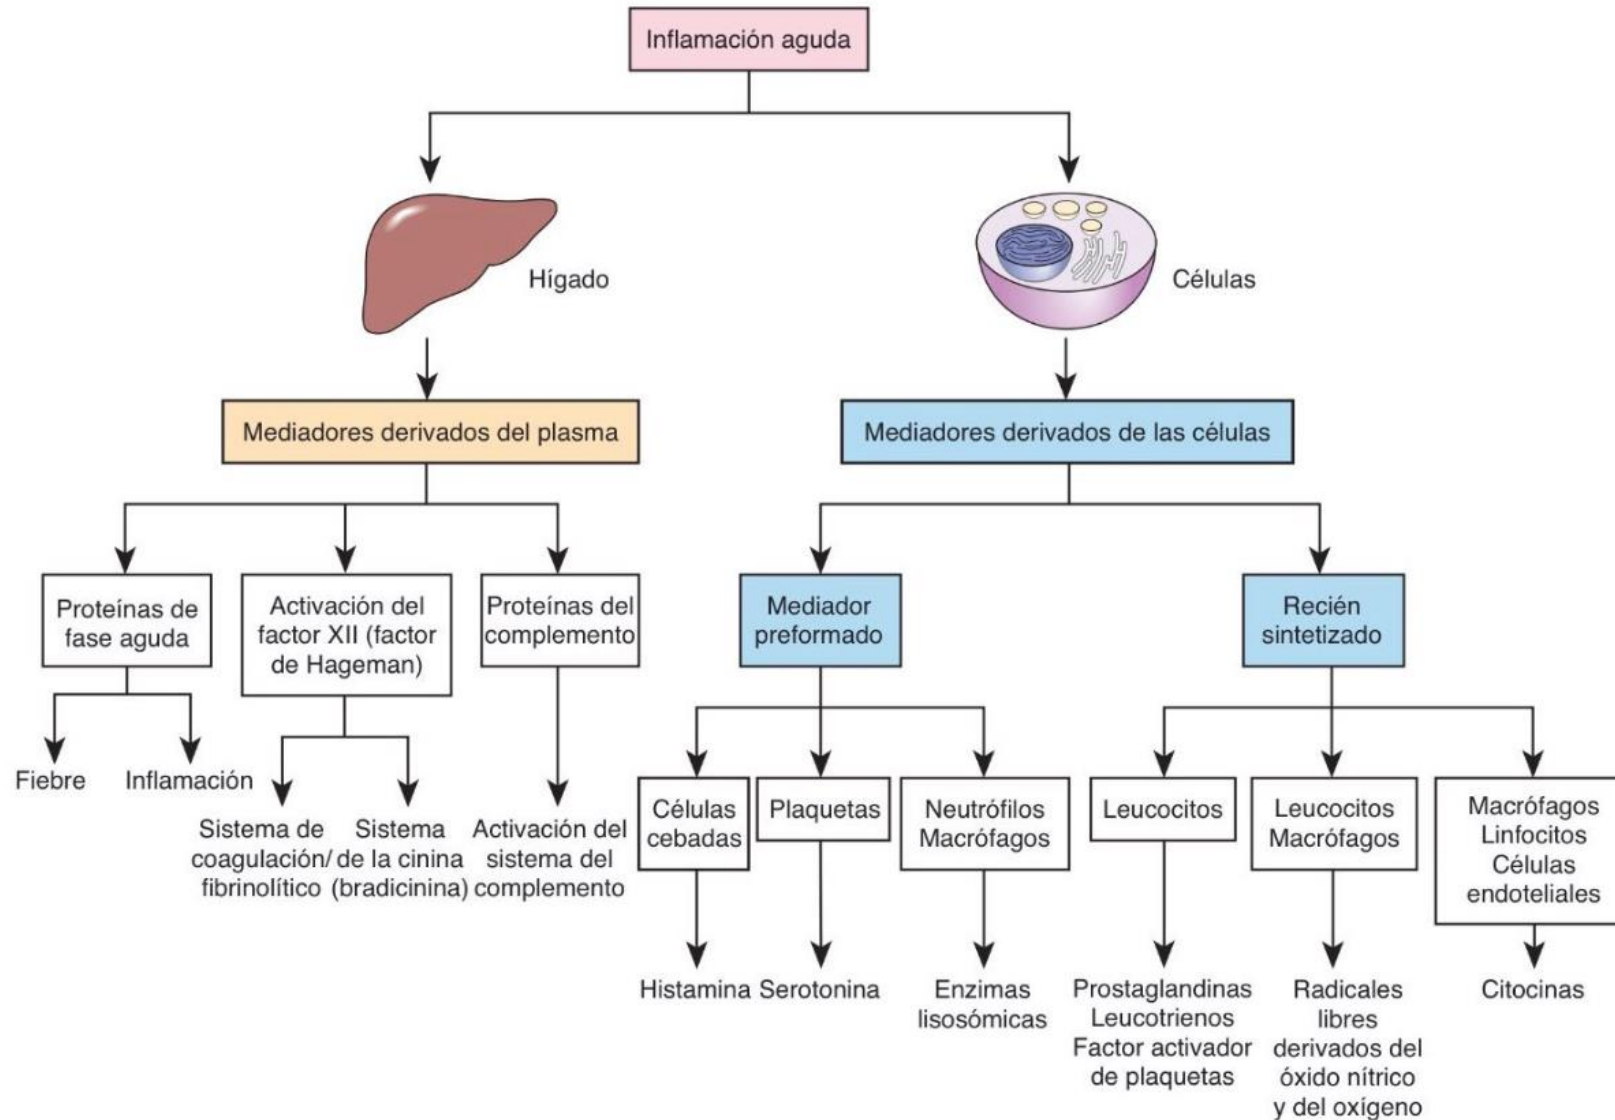 Inflamación aguda
Hígado
Células
Mediadores derivados del plasma
Mediadores derivados de las células
Proteínas de
fase aguda
Activación del
factor XII (factor
de Hageman)
Proteínas del
complemento
Mediador
preformado
Recién
sintetizado
Fiebre
Inflamación
Sistema de
coagulación/
fibrinolítico
Sistema
de la cinina
(bradicinina)
Activación del
sistema del
complemento
Células
cebadas
Plaquetas
Neutrófilos
Macrófagos
Leucocitos
Leucocitos
Macrófagos
Macrófagos
Linfocitos
Células
endoteliales
Histamina
Serotonina
Enzimas
lisosómicas
Prostaglandinas
Leucotrienos
Factor activador
de plaquetas
Radicales
libres
derivados del
óxido nítrico
y del oxígeno
Citocinas